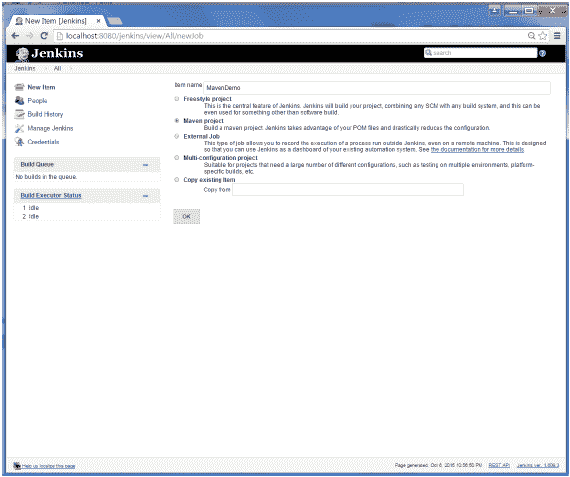 New Item [Jenkins]
localhost:8080/jenkins/view/All/newJob
Jenkins
search
Jenkins
All
New Item
People
Build History
Manage Jenkins
Credentials
Build Queue
No builds in the queue.
Build Executor Status
1 Idle
2 Idle
Item name MavenDemo
Freestyle project
This is the central feature of Jenkins. Jenkins will build your project, combining any SCM with any build system, and this can be
even used for something other than software build.
Maven project
Build a maven project. Jenkins takes advantage of your POM files and drastically reduces the configuration.
External Job
This type of job allows you to record the execution of a process run outside Jenkins, even on a remote machine. This is designed
so that you can use Jenkins as a dashboard of your existing automation system. See the documentation for more details.
Multi-configuration project
Suitable for projects that need a large number of different configurations, such as testing on multiple environments, platform-
specific builds, etc.
Copy existing Item
Copy from
OK
Help us localize this page
Page generated: Oct 6, 2015 REST API Jenkins ver.